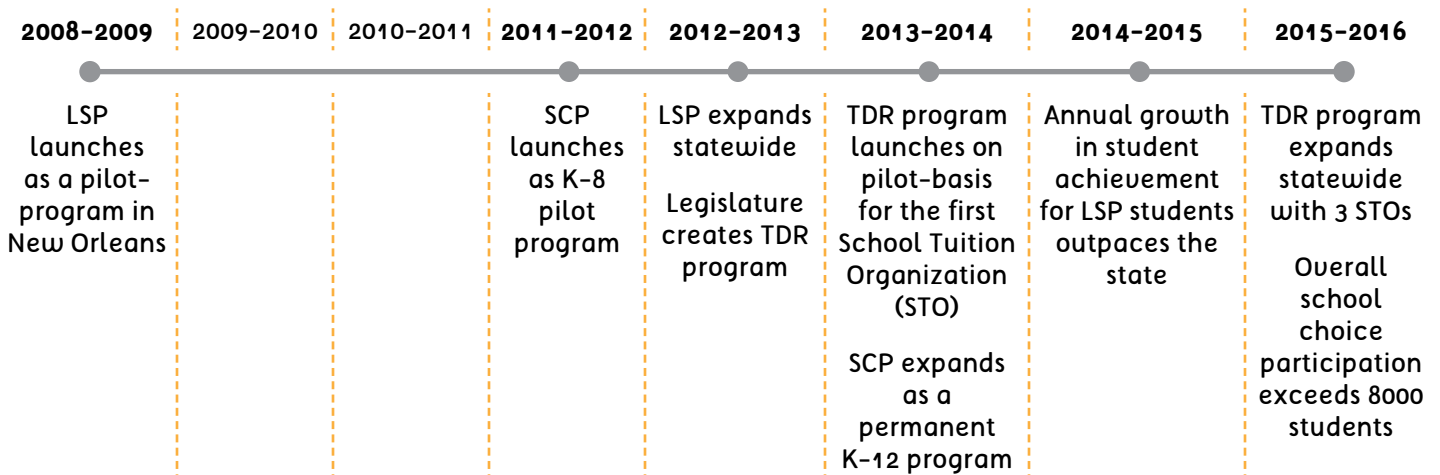 2008-2009
2009-2010
2010-2011
2011-2012
2012-2013
2013-2014
2014-2015
2015-2016
LSP
launches
as a pilot-
program in
New Orleans
SCP
launches
as K-8
pilot
program
LSP expands
statewide
Legislature
creates TDR
program
TDR program
launches on
pilot-basis
for the first
School Tuition
Organization
(STO)
SCP expands
as a
permanent
K-12 program
Annual growth
in student
achievement
for LSP students
outpaces the
state
TDR program
expands
statewide
with 3 STOs
Overall
school
choice
participation
exceeds 8000
students